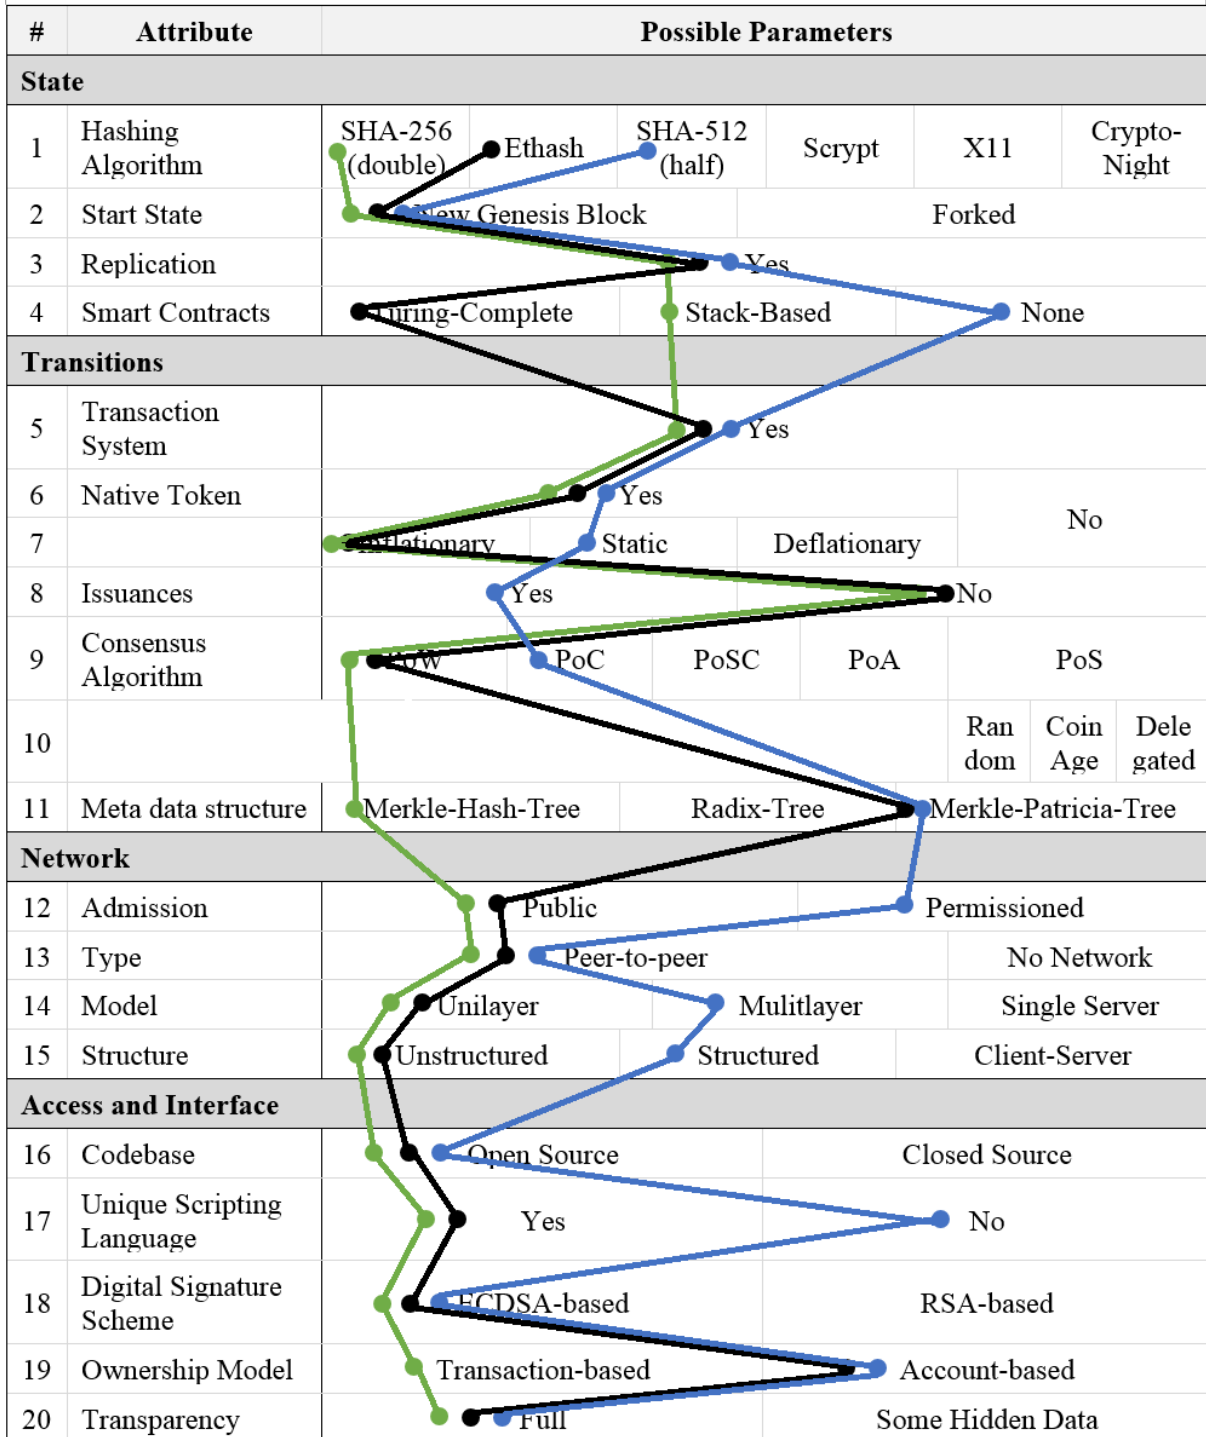 # Attribute Possible Parameters
State
1 Hashing Algorithm SHA-256 (double) Ethash SHA-512 (half) Scrypt X11 Crypto-Night
2 Start State New Genesis Block Forked
3 Replication Yes
4 Smart Contracts Turing-Complete Stack-Based None
Transitions
5 Transaction System Yes
6 Native Token Yes No
7 Inflationary Static Deflationary
8 Issuances Yes No
9 Consensus Algorithm PoW PoC PoSC PoA PoS
10 Ran dom Coin Age Dele gated
11 Meta data structure Merkle-Hash-Tree Radix-Tree Merkle-Patricia-Tree
Network
12 Admission Public Permissioned
13 Type Peer-to-peer No Network
14 Model Unilayer Mulitlayer Single Server
15 Structure Unstructured Structured Client-Server
Access and Interface
16 Codebase Open Source Closed Source
17 Unique Scripting Language Yes No
18 Digital Signature Scheme ECDSA-based RSA-based
19 Ownership Model Transaction-based Account-based
20 Transparency Full Some Hidden Data